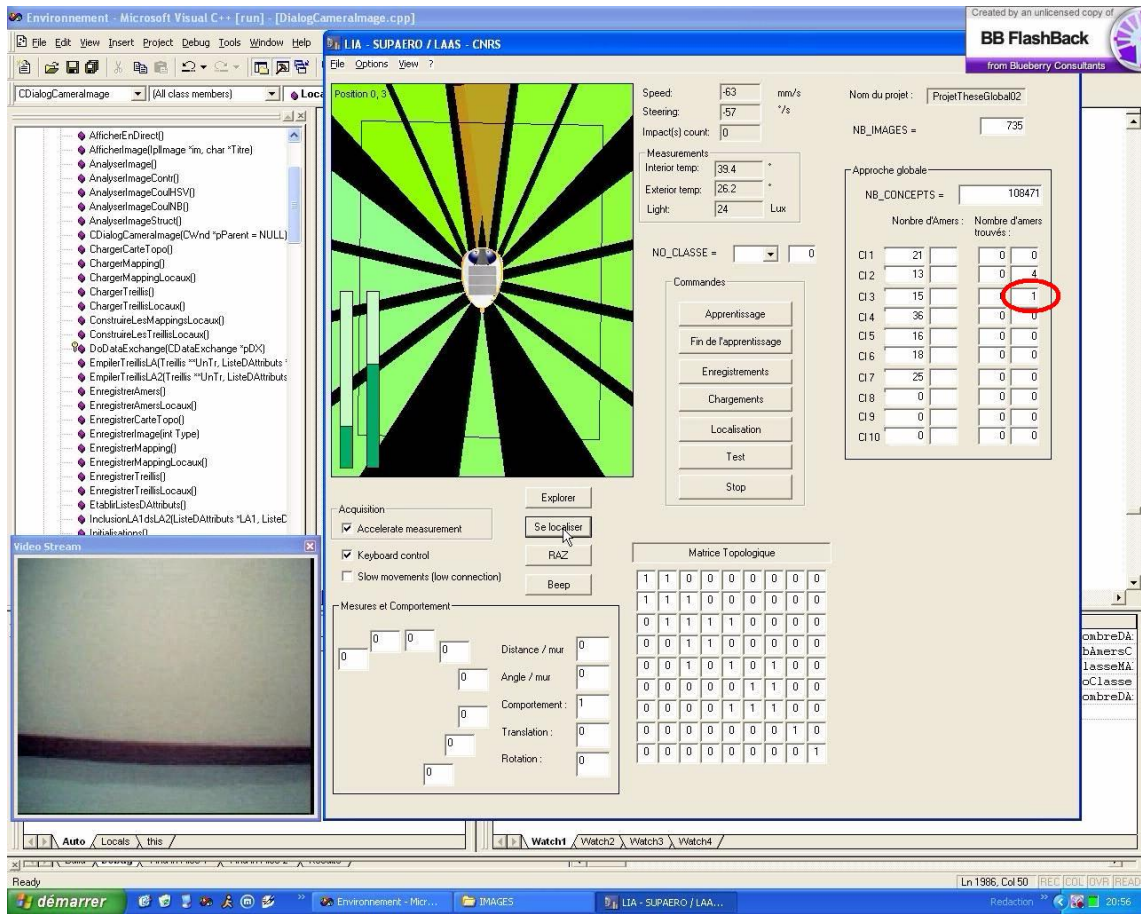 Environnement - Microsoft Visual C++ [run] - [DialogCameraImage.cpp]
Created by an unlicensed copy of
BB FlashBack
from Blueberry Consultants
File Edit View Insert Project Debug Tools Window Help
CDialogCameraImage
(All class members)
AfficherEnDirect()
AfficherImage(IplImage *im, char *Titre)
AnalyserImage()
AnalyserImageContr()
AnalyserImageCoulHSV()
AnalyserImageCoulNB()
AnalyserImageStruct()
CDialogCameraImage(CWnd *pParent = NULL)
ChargerCarteTopo()
ChargerMapping()
ChargerMappingLocaux()
ChargerTreillis()
ChargerTreillisLocaux()
ConstruireLesMappingsLocaux()
ConstruireLesTreillisLocaux()
DoDataExchange(CDataExchange *pDX)
EmpilerTreillisLA(Treillis **UnTr, ListeDAttributs *
EmpilerTreillisLA2(Treillis **UnTr, ListeDAttributs
EnregistrerAmers()
EnregistrerAmersLocaux()
EnregistrerCarteTopo()
EnregistrerImage(int Type)
EnregistrerMapping()
EnregistrerMappingLocaux()
EnregistrerTreillis()
EnregistrerTreillisLocaux()
EtablirListesDAttributs()
InclusionLA1dsLA2(ListeDAttributs *LA1, ListeD
Initialisations()
LIA - SUPAERO / LAAS - CNRS
File Options View ?
Position 0, 3
Speed: -63 mm/s
Steering: -57 °/s
Impact(s) count: 0
Measurements
Interior temp: 39.4 °
Exterior temp: 26.2 °
Light: 24 Lux
NO_CLASSE = 0
Commandes
Apprentissage
Fin de l'apprentissage
Enregistrements
Chargements
Localisation
Test
Stop
Nom du projet : ProjetTheseGlobal02
NB_IMAGES = 735
Approche globale
NB_CONCEPTS = 108471
Nonbre d'Amers : Nombre d'amers
trouvés :
Cl 1 21 0 0
Cl 2 13 0 4
Cl 3 15 1
Cl 4 36 0 0
Cl 5 16 0 0
Cl 6 18 0 0
Cl 7 25 0 0
Cl 8 0 0 0
Cl 9 0 0 0
Cl 10 0 0 0
Acquisition
Accelerate measurement
Keyboard control
Slow movements (low connection)
Explorer
Se localiser
RAZ
Beep
Mesures et Comportement
0 0 0 0
0
0
0
0
Distance / mur 0
Angle / mur 0
Comportement : 1
Translation : 0
Rotation : 0
Matrice Topologique
1 1 0 0 0 0 0 0 0
1 1 1 0 0 0 0 0 0
0 1 1 1 0 0 0 0 0
0 0 1 1 0 0 0 0 0
0 0 0 1 0 1 0 1 0 0
0 0 0 0 0 1 1 0 0
0 0 0 0 1 1 1 0 0
0 0 0 0 0 0 0 1 0
0 0 0 0 0 0 0 0 1
Video Stream
ombreDA
bAmersC
lasseMA
oClasse
ombreDA
Auto Locals this
Watch1 Watch2 Watch3 Watch4
Ready
Ln 1986, Col 50 REC COL OVR READ
démarrer
Environnement - Micr...
IMAGES
LIA - SUPAERO / LAA...
Redaction
20:56